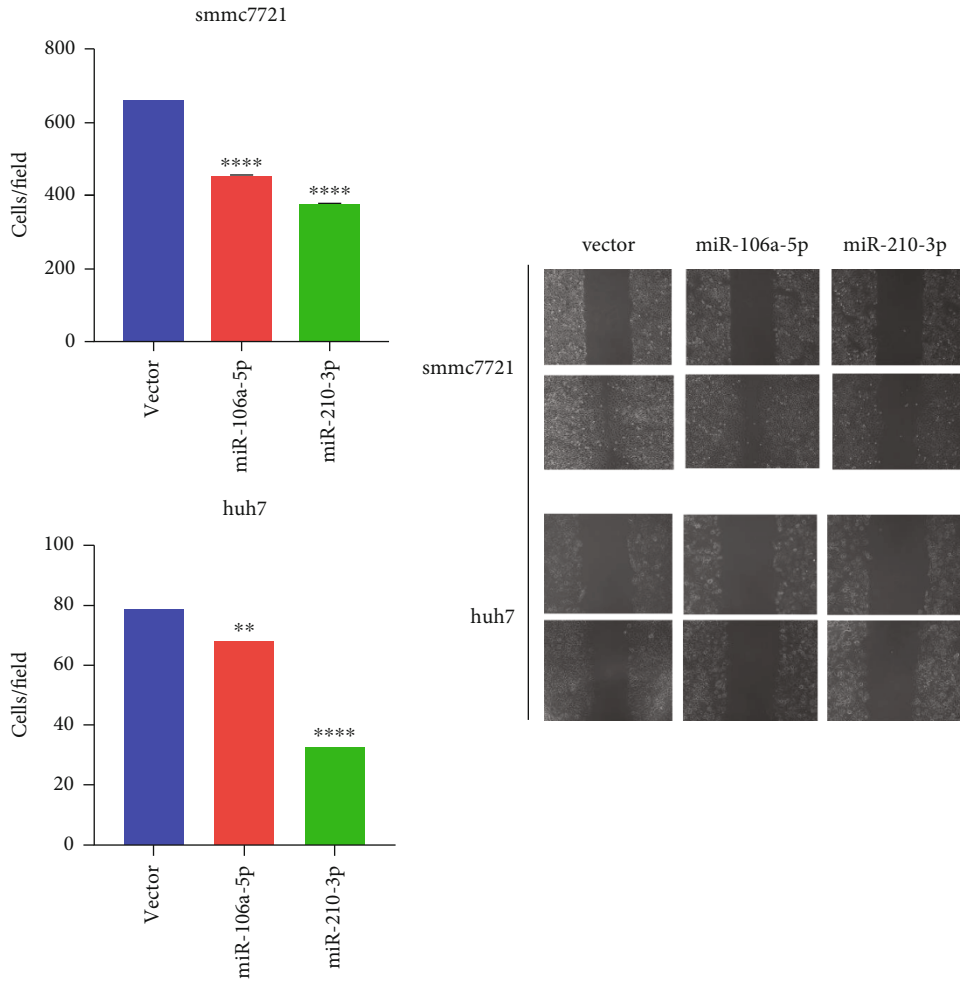 smmc7721
800
600
400
200
0
Cells/field
****
****
Vector
miR-106a-5p
miR-210-3p
huh7
100
80
60
40
20
0
Cells/field
**
****
Vector
miR-106a-5p
miR-210-3p
vector miR-106a-5p miR-210-3p
smmc7721
huh7